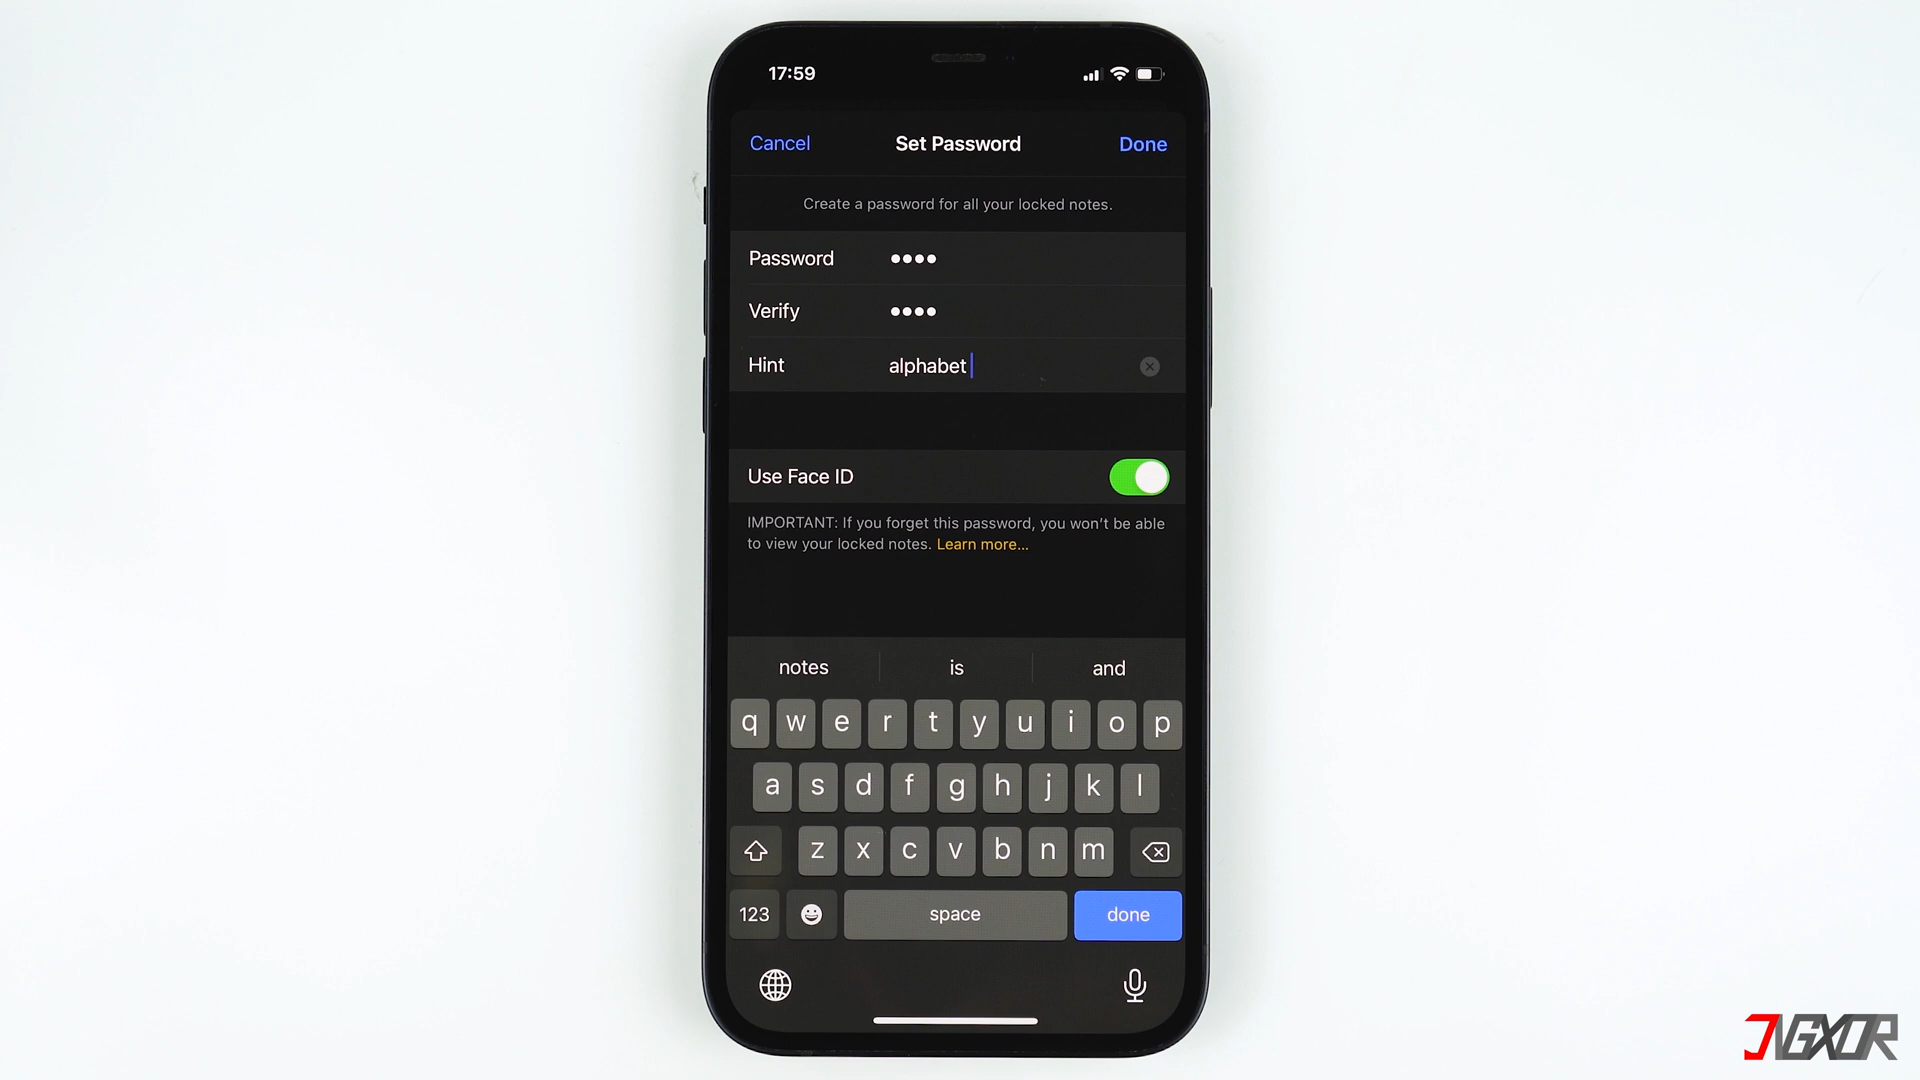 17:59
Cancel Set Password Done
Create a password for all your locked notes.
Password ••••
Verify ••••
Hint alphabet
Use Face ID
IMPORTANT: If you forget this password, you won't be able
to view your locked notes. Learn more...
notes is and
q w e r t y u i o p
a s d f g h j k l
z x c v b n m
123 space done
JVGXOR